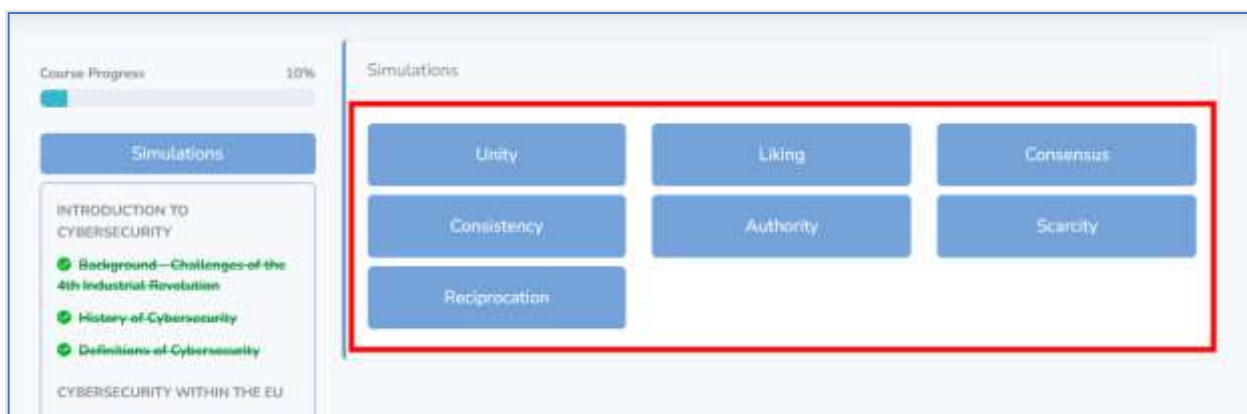 Course Progress 10%
Simulations
INTRODUCTION TO
CYBERSECURITY
Background - Challenges of the
4th Industrial Revolution
History of Cybersecurity
Definitions of Cybersecurity
CYBERSECURITY WITHIN THE EU
Simulations
Unity Liking Consensus
Consistency Authority Scarcity
Reciprocation